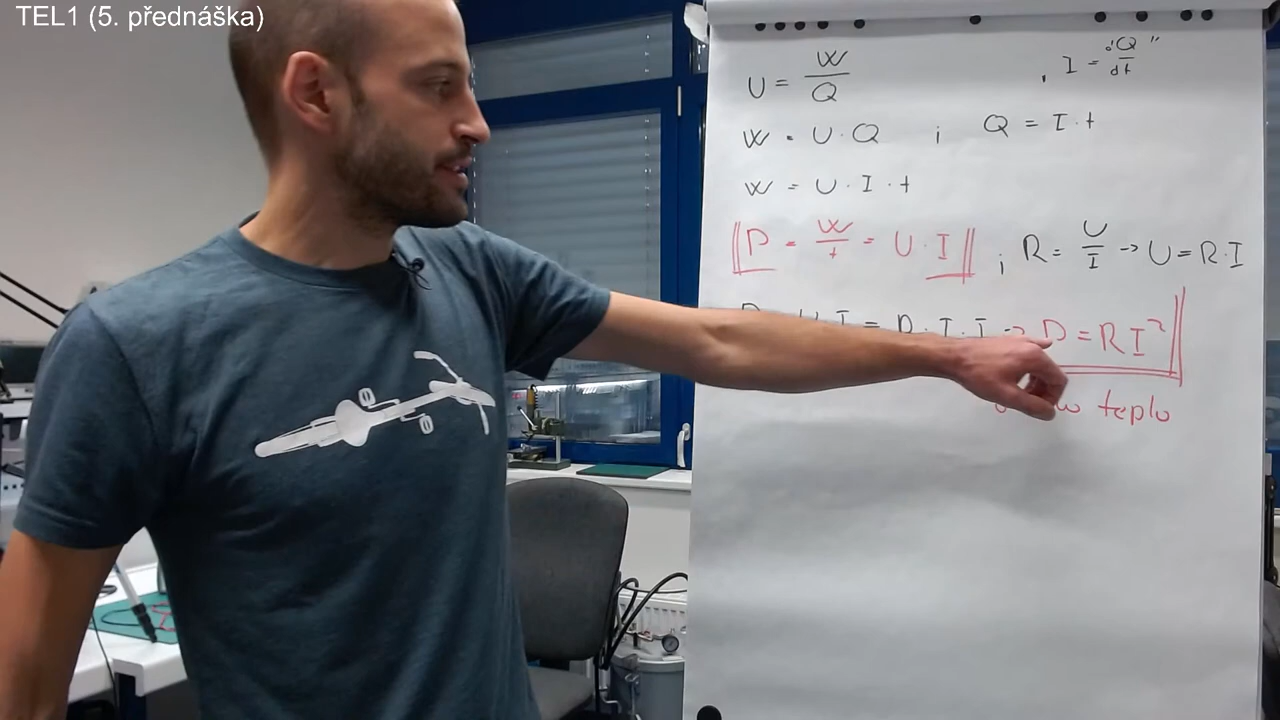 TEL1 (5. přednáška)
U = W/Q , I = "dQ/dt"
W = U · Q ; Q = I · t
W = U · I · t
P = W/t = U · I ; R = U/I → U = R · I
U · I = R · I · I → P = RI²
teplo